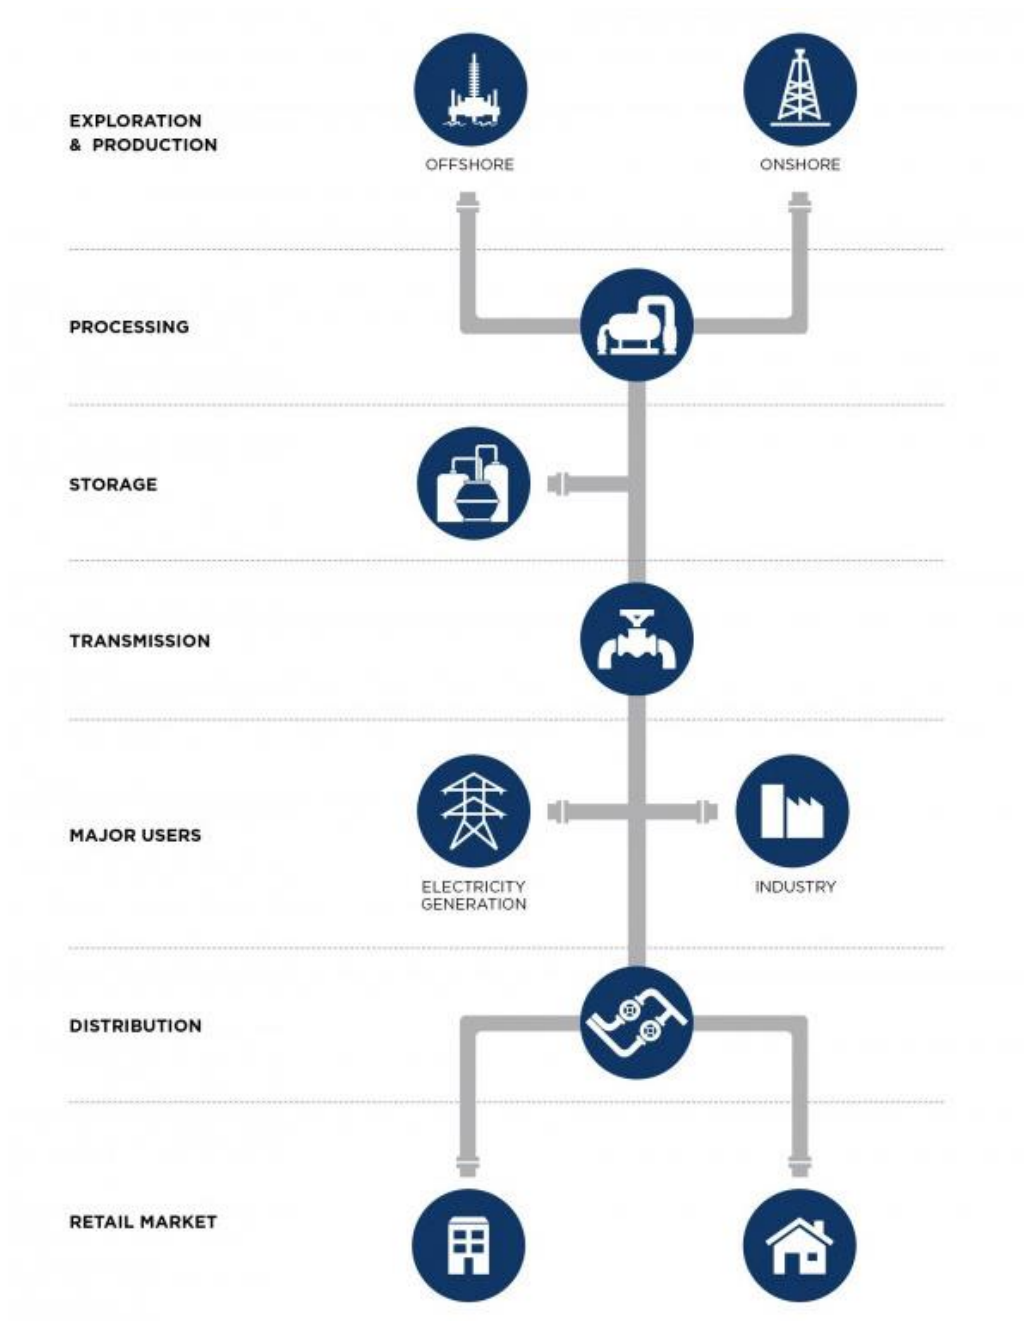 EXPLORATION
& PRODUCTION
OFFSHORE
ONSHORE
PROCESSING
STORAGE
TRANSMISSION
MAJOR USERS
ELECTRICITY
GENERATION
INDUSTRY
DISTRIBUTION
RETAIL MARKET